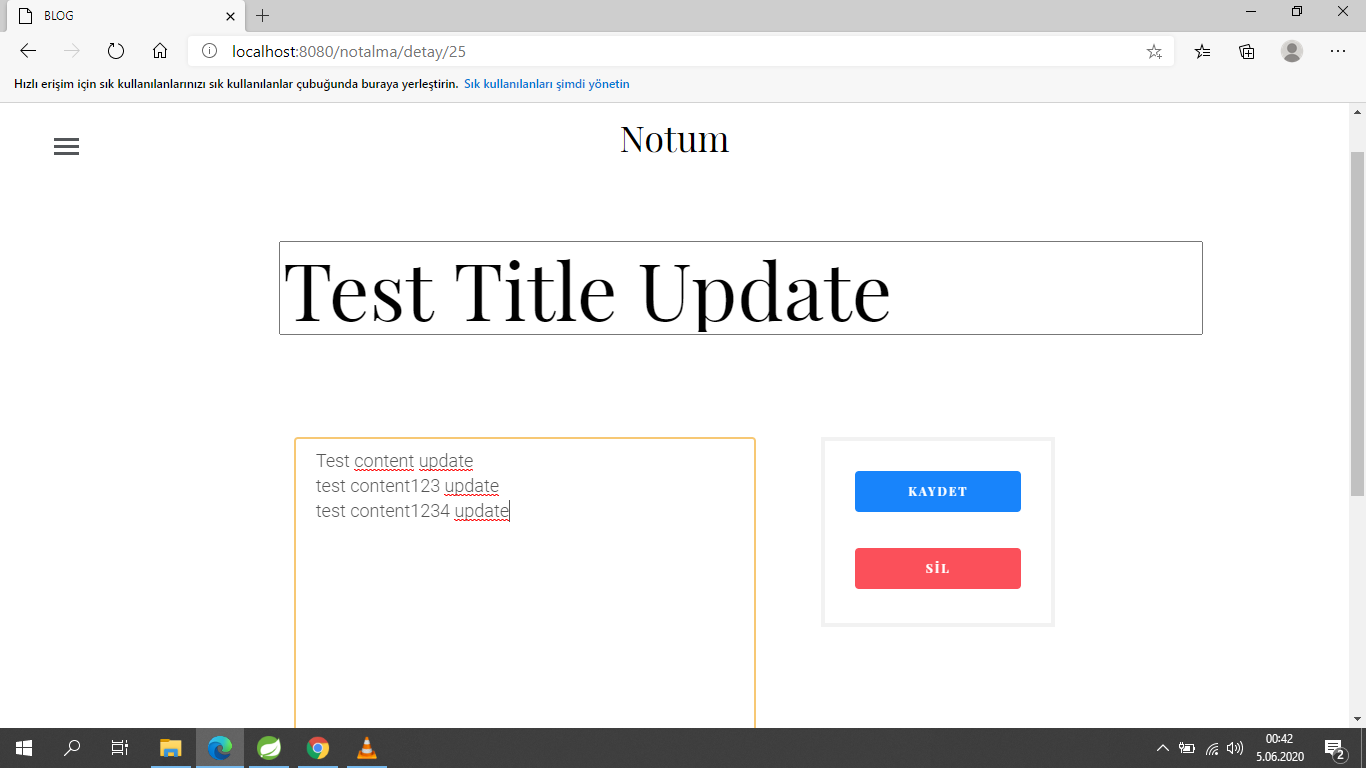 BLOG
localhost:8080/notalma/detay/25
Hızlı erişim için sık kullanılanlarınızı sık kullanılanlar çubuğunda buraya yerleştirin. Sık kullanılanları şimdi yönetin
Notum
Test Title Update
Test content update
test content123 update
test content1234 update
KAYDET
SİL
00:42
5.06.2020
2